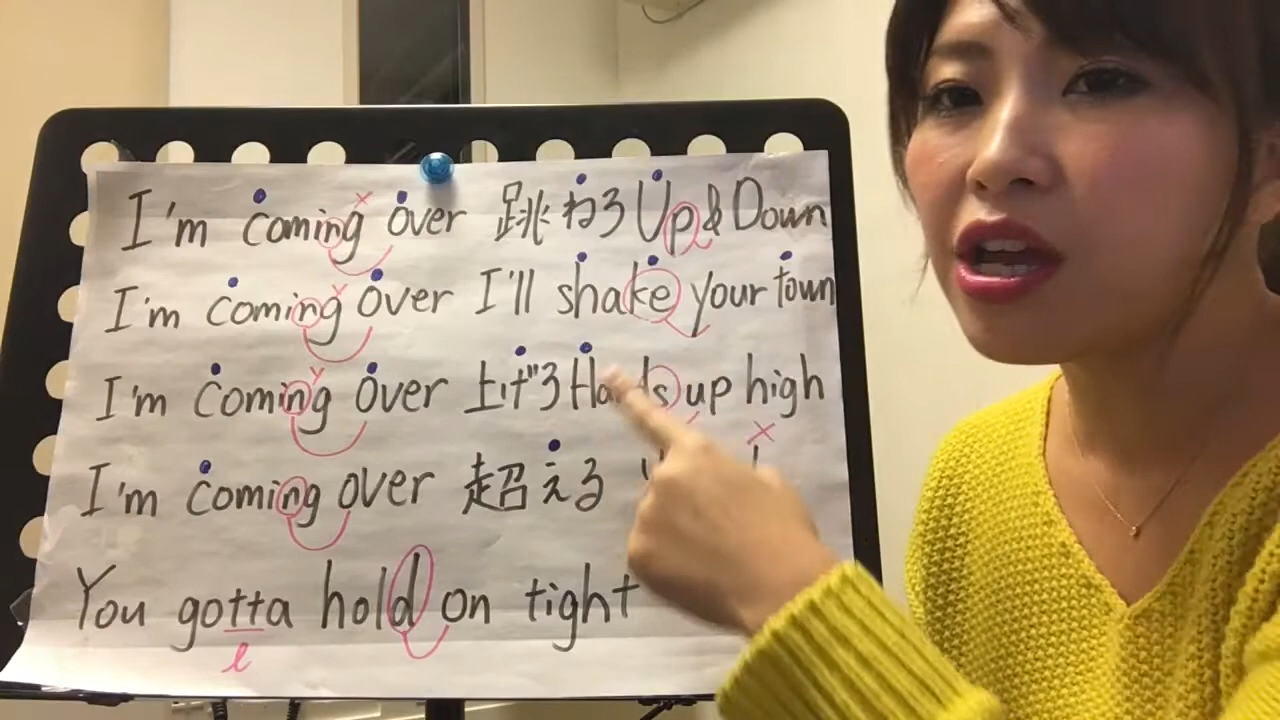 I'm coming over 跳ねる Up & Down
I'm coming over I'll shake your town
I'm coming over 上げる Hands up high
I'm coming over 超える
You gotta hold on tight
l